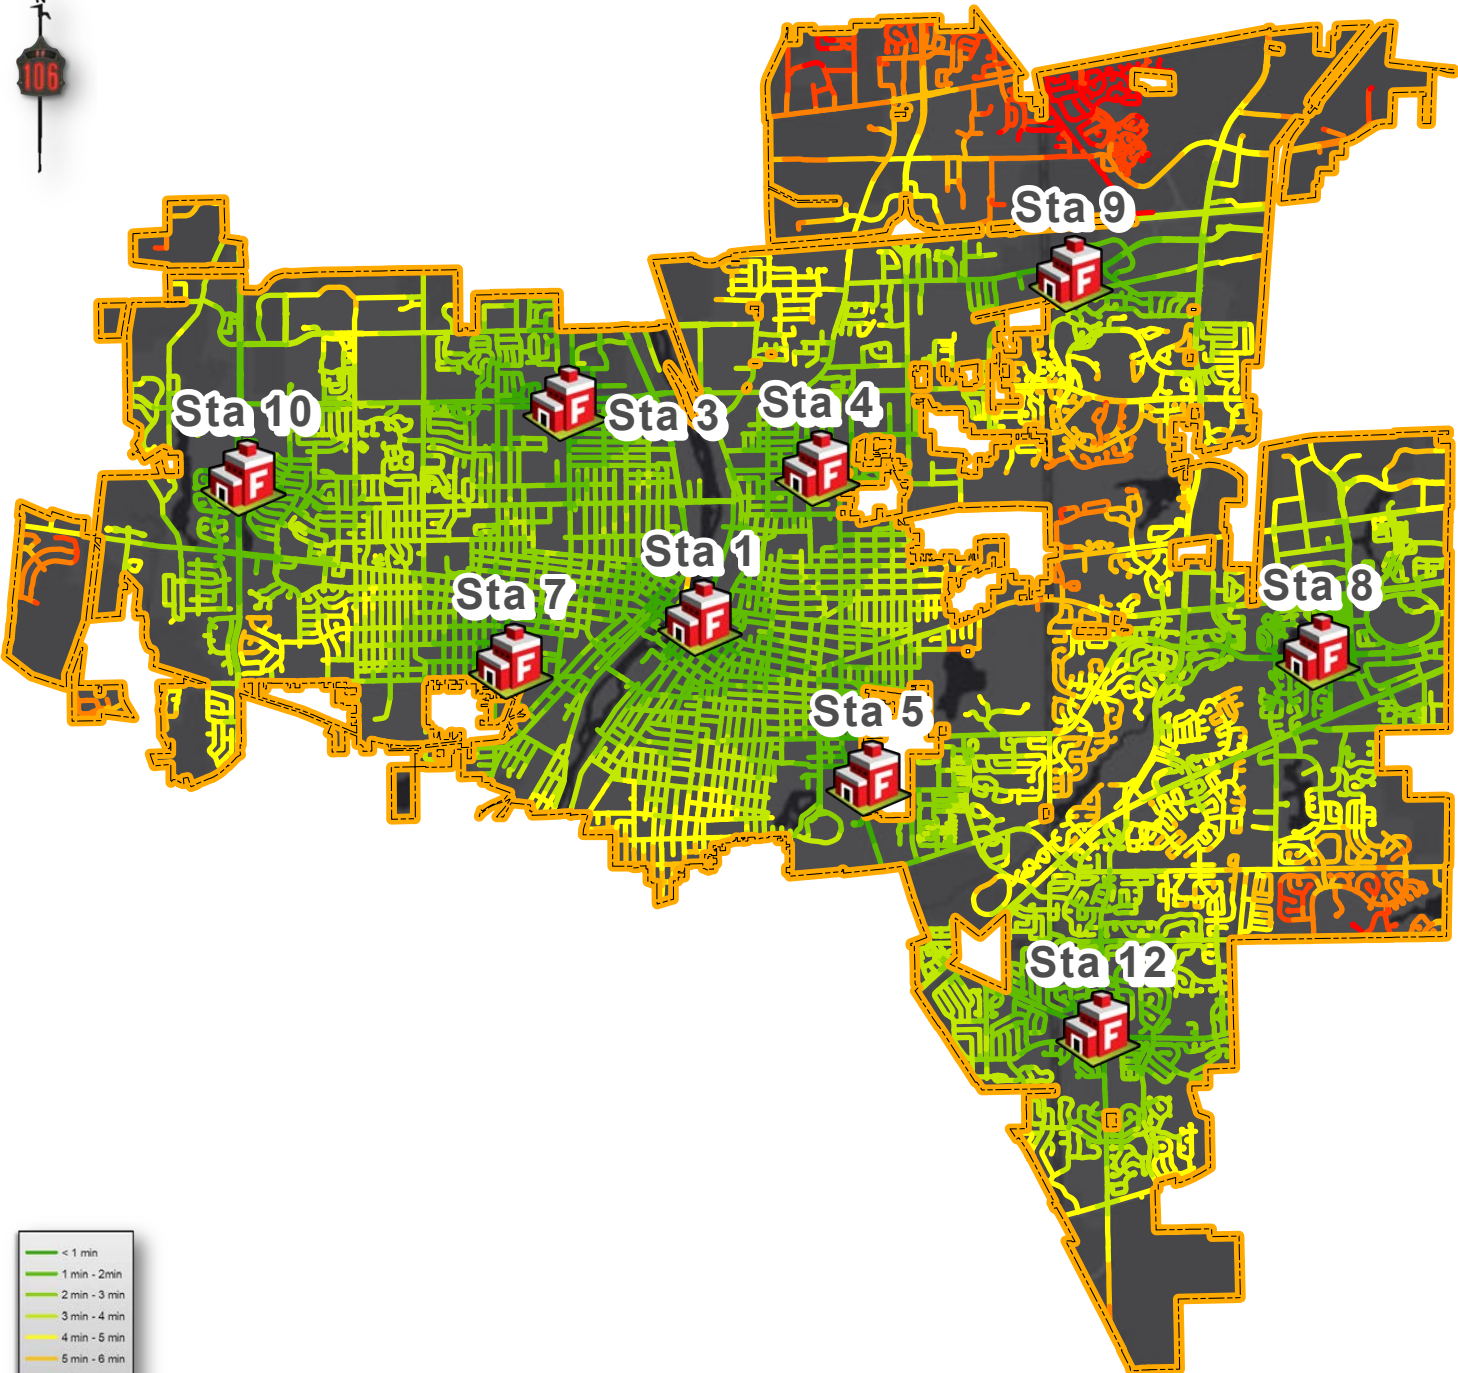 106
Sta 9
F
Sta 10
F
Sta 3
F
Sta 4
F
Sta 1
F
Sta 7
F
Sta 8
F
Sta 5
F
Sta 12
F
< 1 min
1 min - 2min
2 min - 3 min
3 min - 4 min
4 min - 5 min
5 min - 6 min